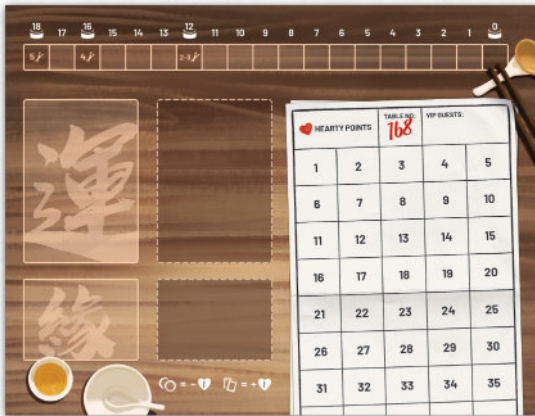 18 17 16 15 14 13 12 11 10 9 8 7 6 5 4 3 2 1 0
5 4 2-3
運
緣
HEARTY POINTS TABLE NO: 168 VIP GUESTS:
1 2 3 4 5
6 7 8 9 10
11 12 13 14 15
16 17 18 19 20
21 22 23 24 25
26 27 28 29 30
31 32 33 34 35
= - 1 = + 1